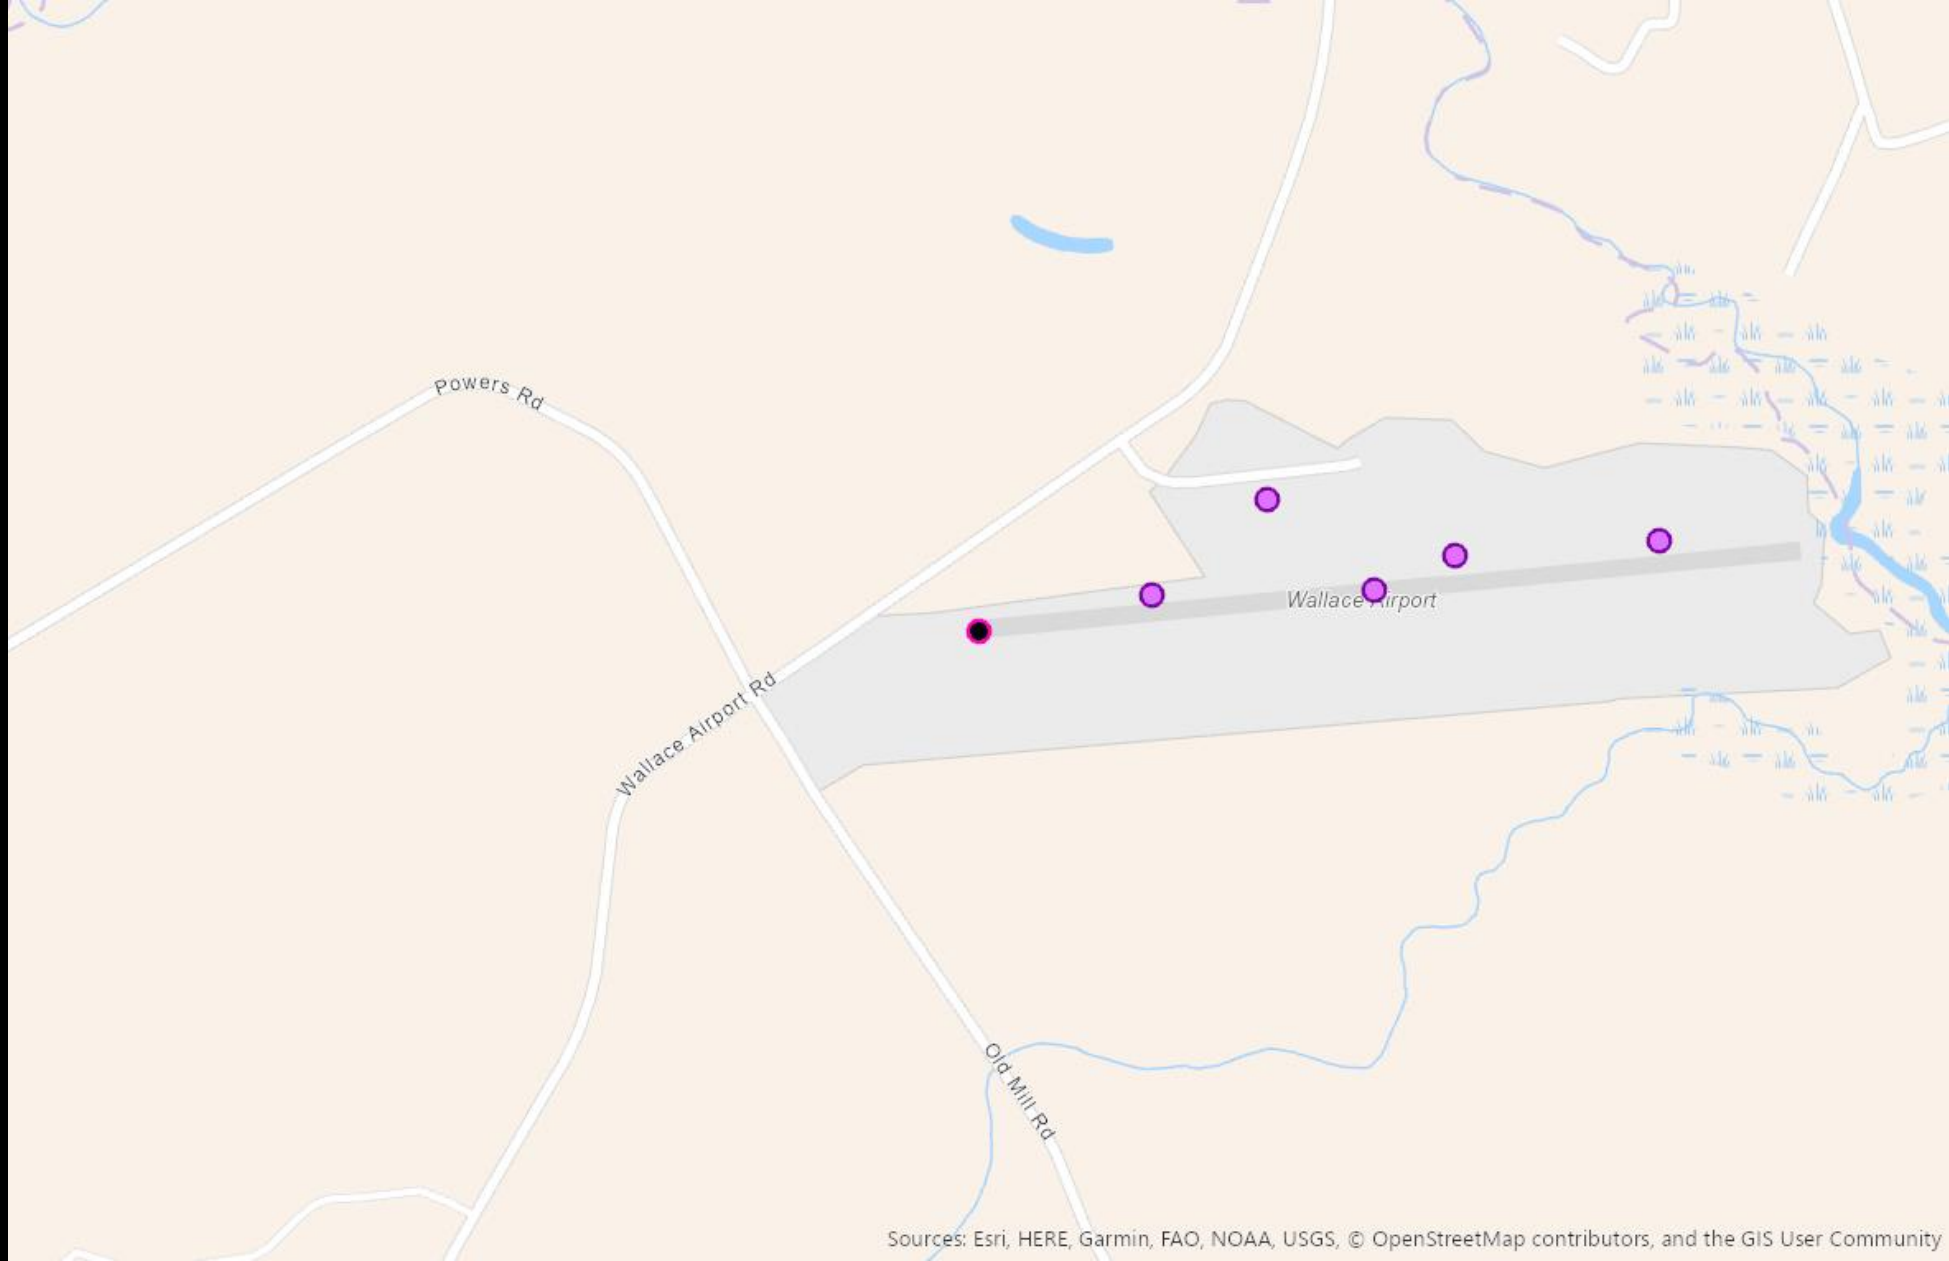 Powers Rd
Wallace Airport
Wallace Airport Rd
Old Mill Rd
Sources: Esri, HERE, Garmin, FAO, NOAA, USGS, © OpenStreetMap contributors, and the GIS User Community